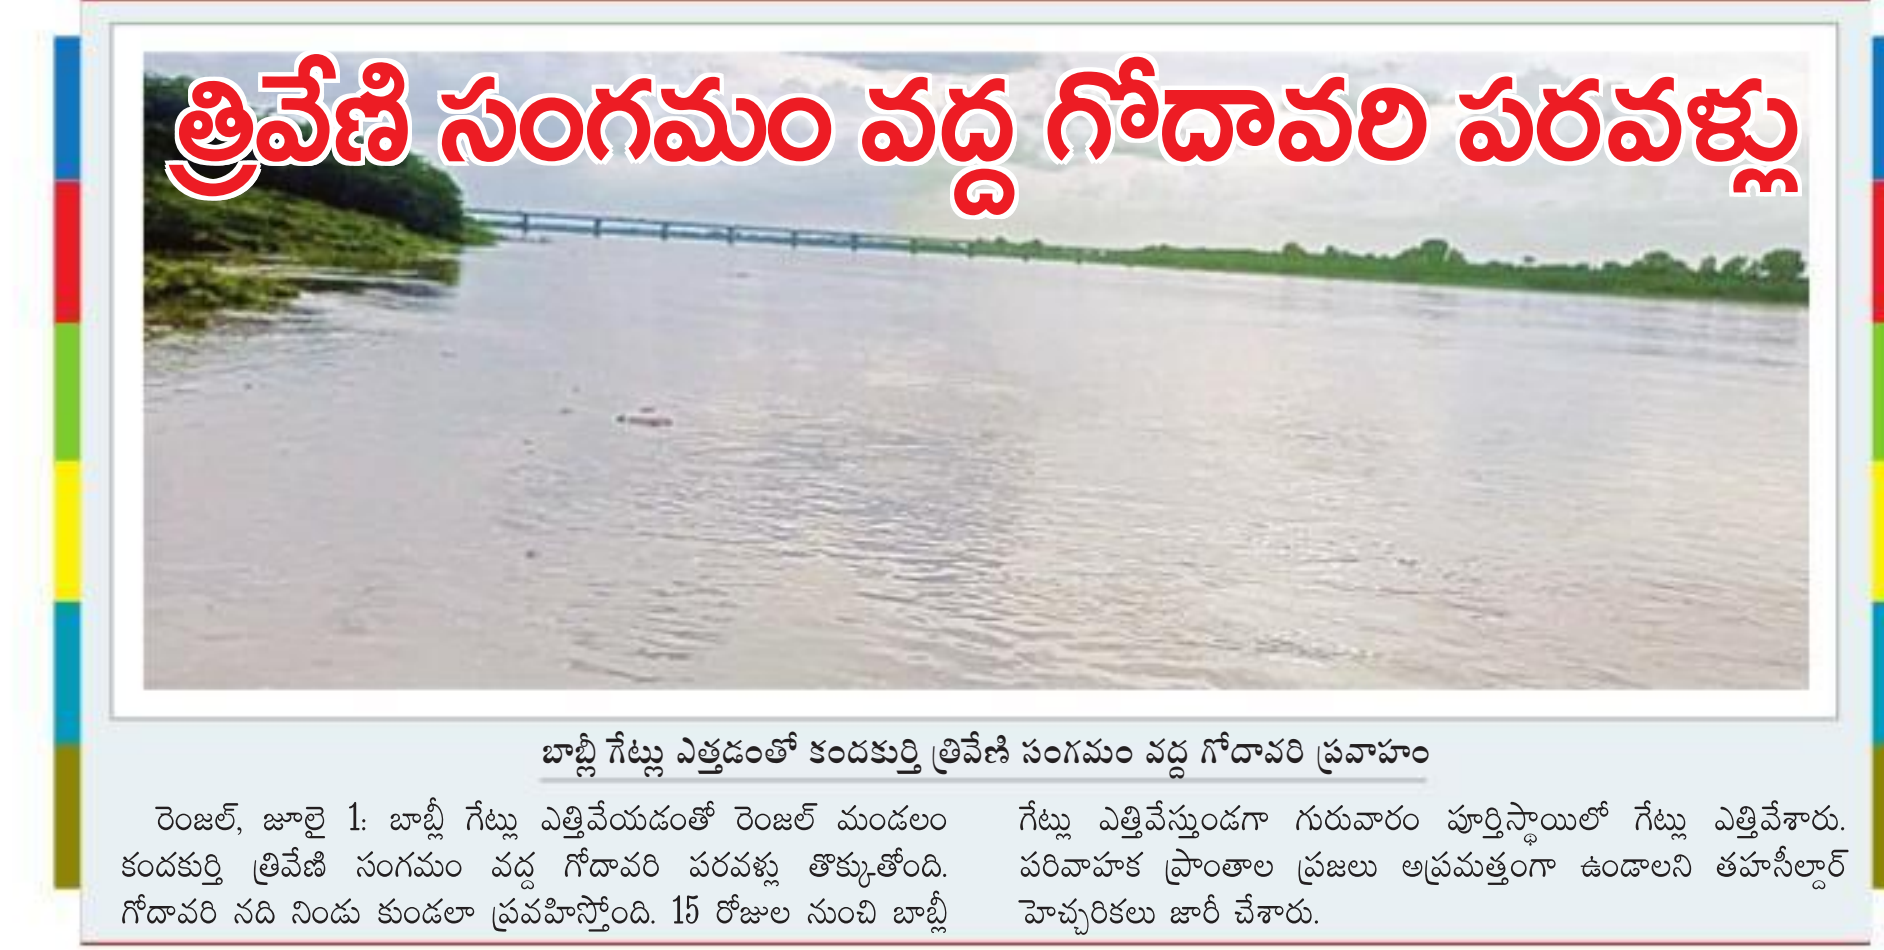 త్రివేణి సంగమం వద్ద గోదావరి పరవళ్లు
బాబ్లీ గేట్లు ఎత్తడంతో కందకుర్తి త్రివేణి సంగమం వద్ద గోదావరి ప్రవాహం
రెంజల్, జూలై 1: బాబ్లీ గేట్లు ఎత్తివేయడంతో రెంజల్ మండలం
కందకుర్తి త్రివేణి సంగమం వద్ద గోదావరి పరవళ్లు తొక్కుతోంది.
గోదావరి నది నిండు కుండలా ప్రవహిస్తోంది. 15 రోజుల నుంచి బాబ్లీ
గేట్లు ఎత్తివేస్తుండగా గురువారం పూర్తిస్థాయిలో గేట్లు ఎత్తివేశారు.
పరివాహక ప్రాంతాల ప్రజలు అప్రమత్తంగా ఉండాలని తహసీల్దార్
హెచ్చరికలు జారీ చేశారు.